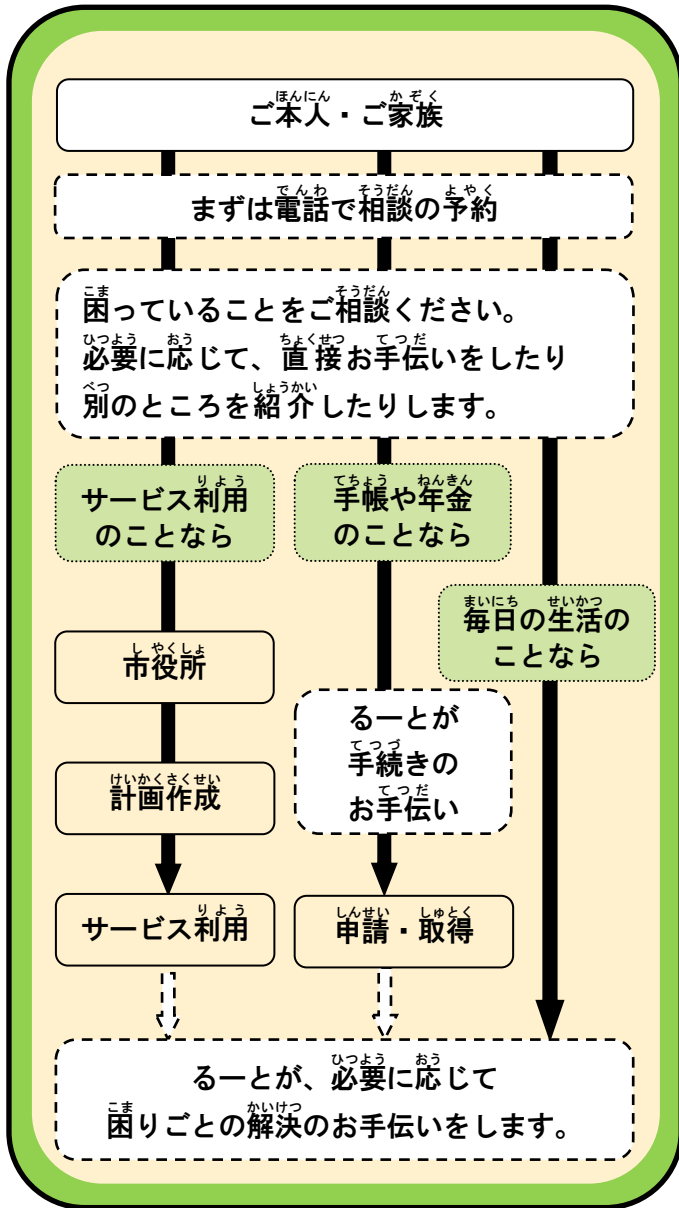 ご本人・ご家族
まずは電話で相談の予約
困っていることをご相談ください。
必要に応じて、直接お手伝いをしたり
別のところを紹介したりします。
サービス利用
のことなら
手帳や年金
のことなら
毎日の生活の
ことなら
市役所
計画作成
サービス利用
るーとが
手続きの
お手伝い
申請・取得
るーとが、必要に応じて
困りごとの解決のお手伝いをします。